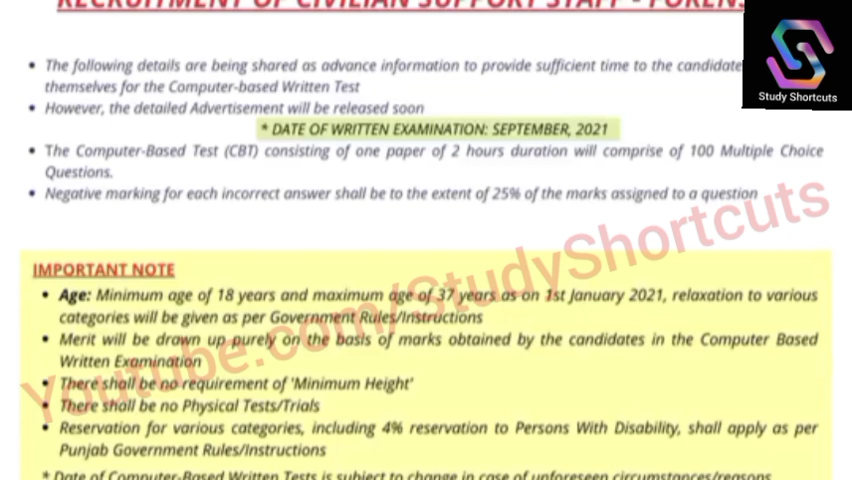 RECRUITMENT OF CIVILIAN SUPPORT STAFF - FORENS
Study Shortcuts
• The following details are being shared as advance information to provide sufficient time to the candidate
themselves for the Computer-based Written Test
• However, the detailed Advertisement will be released soon
* DATE OF WRITTEN EXAMINATION: SEPTEMBER, 2021
• The Computer-Based Test (CBT) consisting of one paper of 2 hours duration will comprise of 100 Multiple Choice
Questions.
• Negative marking for each incorrect answer shall be to the extent of 25% of the marks assigned to a question
Youtube.com/StudyShortcuts
IMPORTANT NOTE
• Age: Minimum age of 18 years and maximum age of 37 years as on 1st January 2021, relaxation to various
categories will be given as per Government Rules/Instructions
• Merit will be drawn up purely on the basis of marks obtained by the candidates in the Computer Based
Written Examination
• There shall be no requirement of 'Minimum Height'
• There shall be no Physical Tests/Trials
• Reservation for various categories, including 4% reservation to Persons With Disability, shall apply as per
Punjab Government Rules/Instructions
* Date of Computer-Based Written Tests is subject to change in case of unforeseen circumstances/reasons